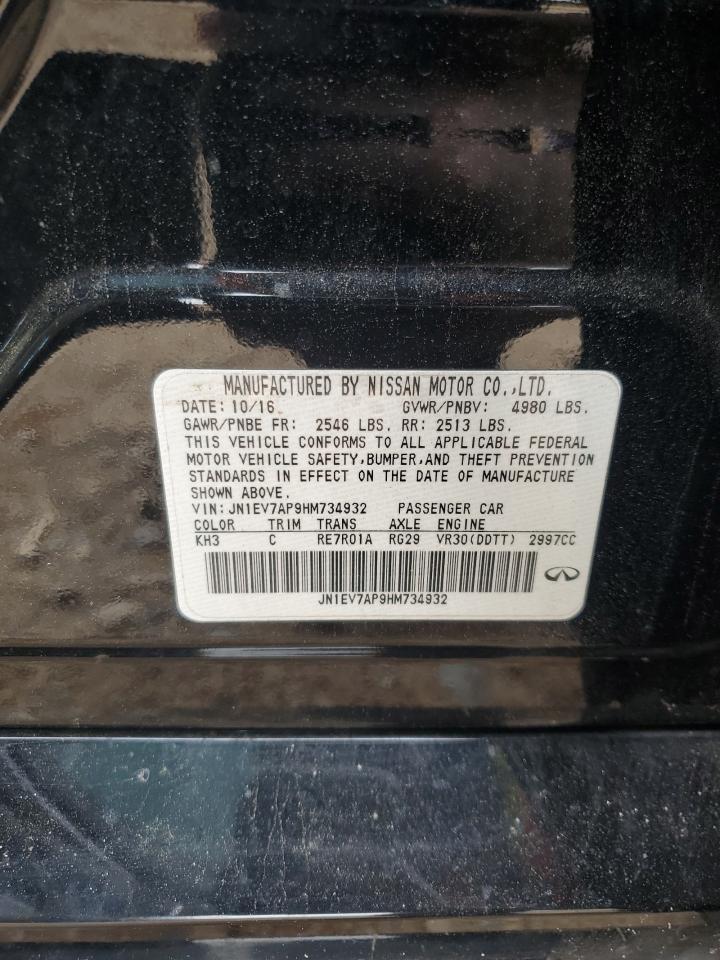 MANUFACTURED BY NISSAN MOTOR CO.,LTD.
DATE: 10/16 GVWR/PNBV: 4980 LBS.
GAWR/PNBE FR: 2546 LBS. RR: 2513 LBS.
THIS VEHICLE CONFORMS TO ALL APPLICABLE FEDERAL
MOTOR VEHICLE SAFETY,BUMPER,AND THEFT PREVENTION
STANDARDS IN EFFECT ON THE DATE OF MANUFACTURE
SHOWN ABOVE.
VIN:JN1EV7AP9HM734932 PASSENGER CAR
COLOR TRIM TRANS AXLE ENGINE
KH3 C RE7R01A RG29 VR30(DDTT) 2997CC
JN1EV7AP9HM734932